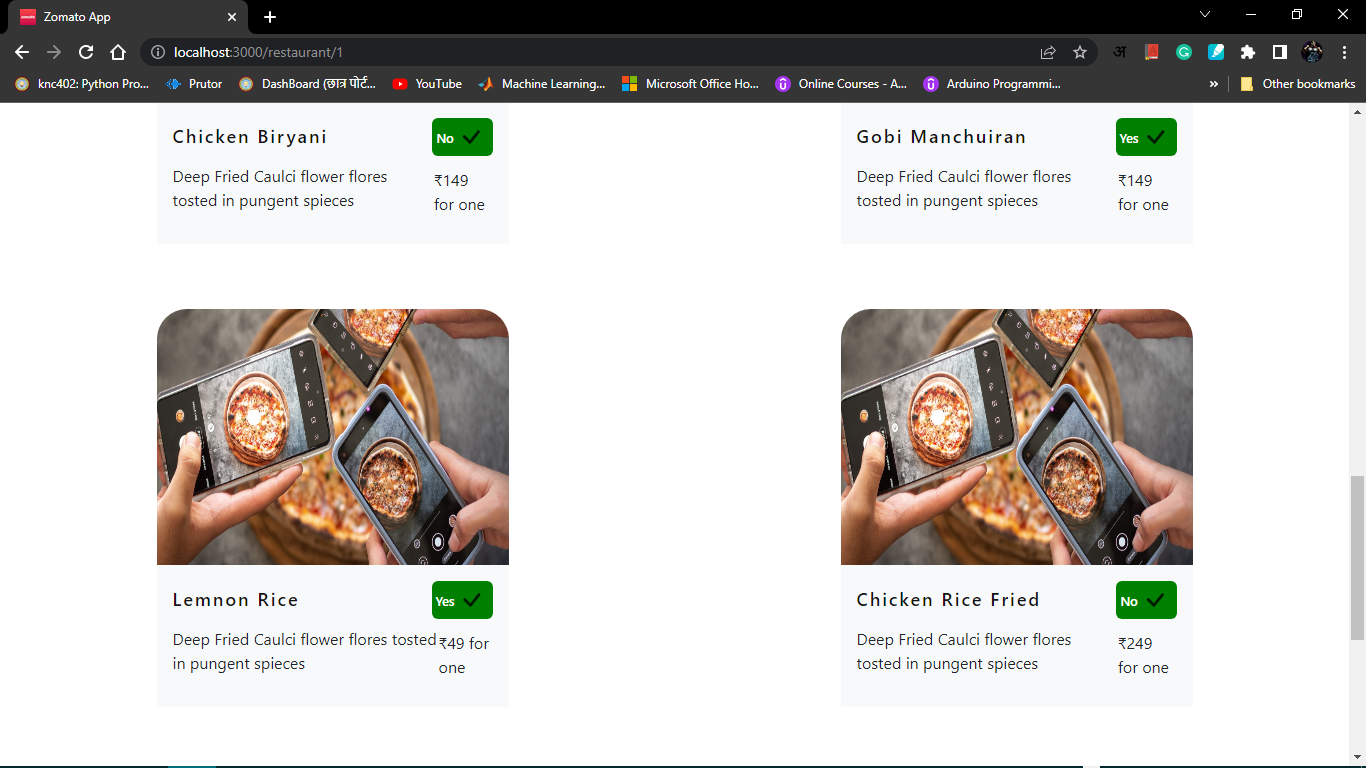 Zomato App
localhost:3000/restaurant/1
knc402: Python Pro...
Prutor
DashBoard (छात्र पोर्ट...
YouTube
Machine Learning...
Microsoft Office Ho...
Online Courses - A...
Arduino Programmi...
»
Other bookmarks
Chicken Biryani
No
Deep Fried Caulci flower flores
tosted in pungent spieces
₹149
for one
Gobi Manchuiran
Yes
Deep Fried Caulci flower flores
tosted in pungent spieces
₹149
for one
Lemnon Rice
Yes
Deep Fried Caulci flower flores tosted
in pungent spieces
₹49 for
one
Chicken Rice Fried
No
Deep Fried Caulci flower flores
tosted in pungent spieces
₹249
for one